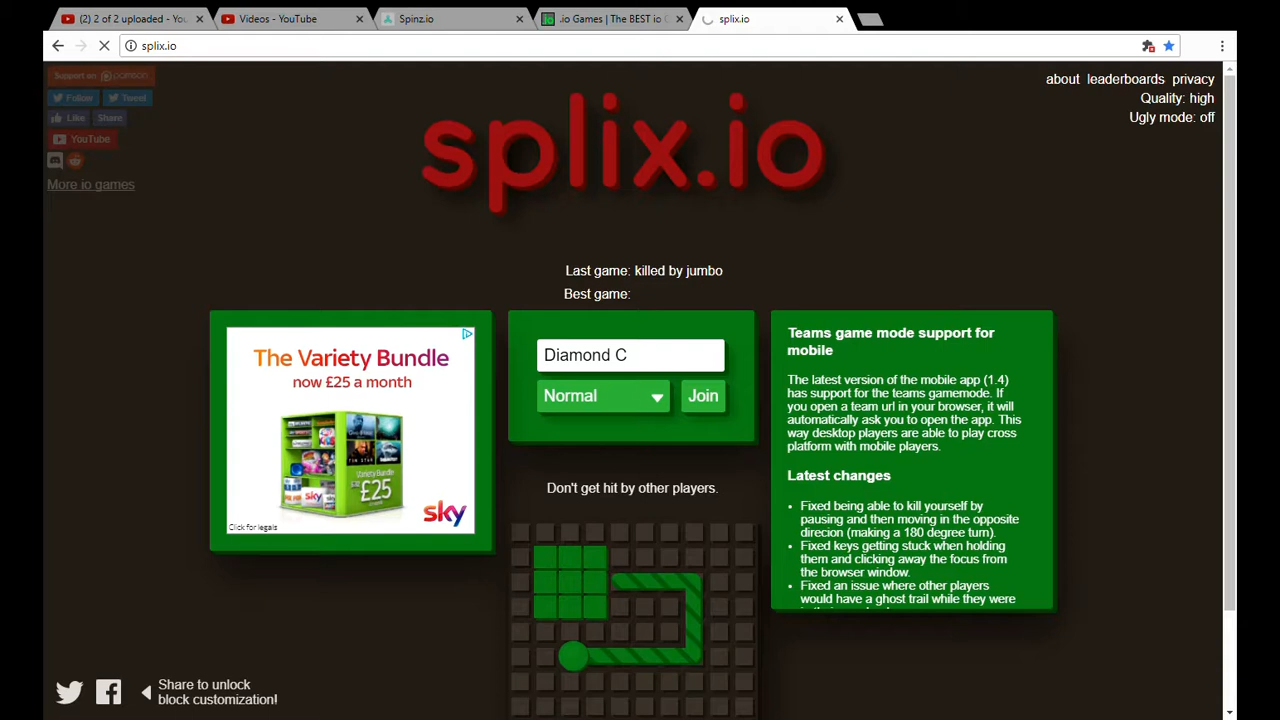 (2) 2 of 2 uploaded - You
Videos - YouTube
Spinz.io
.io Games | The BEST io G
splix.io
splix.io
Support on patreon
Follow
Tweet
Like
Share
YouTube
More io games
about leaderboards privacy
Quality: high
Ugly mode: off
splix.io
Last game: killed by jumbo
Best game:
The Variety Bundle
now £25 a month
Variety Bundle
£25
sky
Click for legals
Diamond C
Normal
Join
Don't get hit by other players.
Teams game mode support for
mobile
The latest version of the mobile app (1.4)
has support for the teams gamemode. If
you open a team url in your browser, it will
automatically ask you to open the app. This
way desktop players are able to play cross
platform with mobile players.
Latest changes
• Fixed being able to kill yourself by
pausing and then moving in the opposite
direcion (making a 180 degree turn).
• Fixed keys getting stuck when holding
them and clicking away the focus from
the browser window.
• Fixed an issue where other players
would have a ghost trail while they were
Share to unlock
block customization!